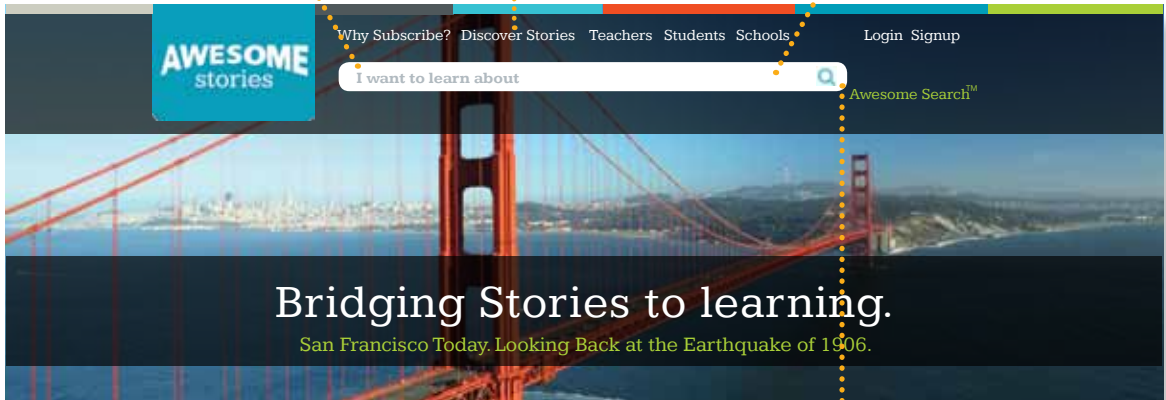 AWESOME
stories
Why Subscribe? Discover Stories Teachers Students Schools Login Signup
I want to learn about
Awesome Search™
Bridging Stories to learning.
San Francisco Today. Looking Back at the Earthquake of 1906.